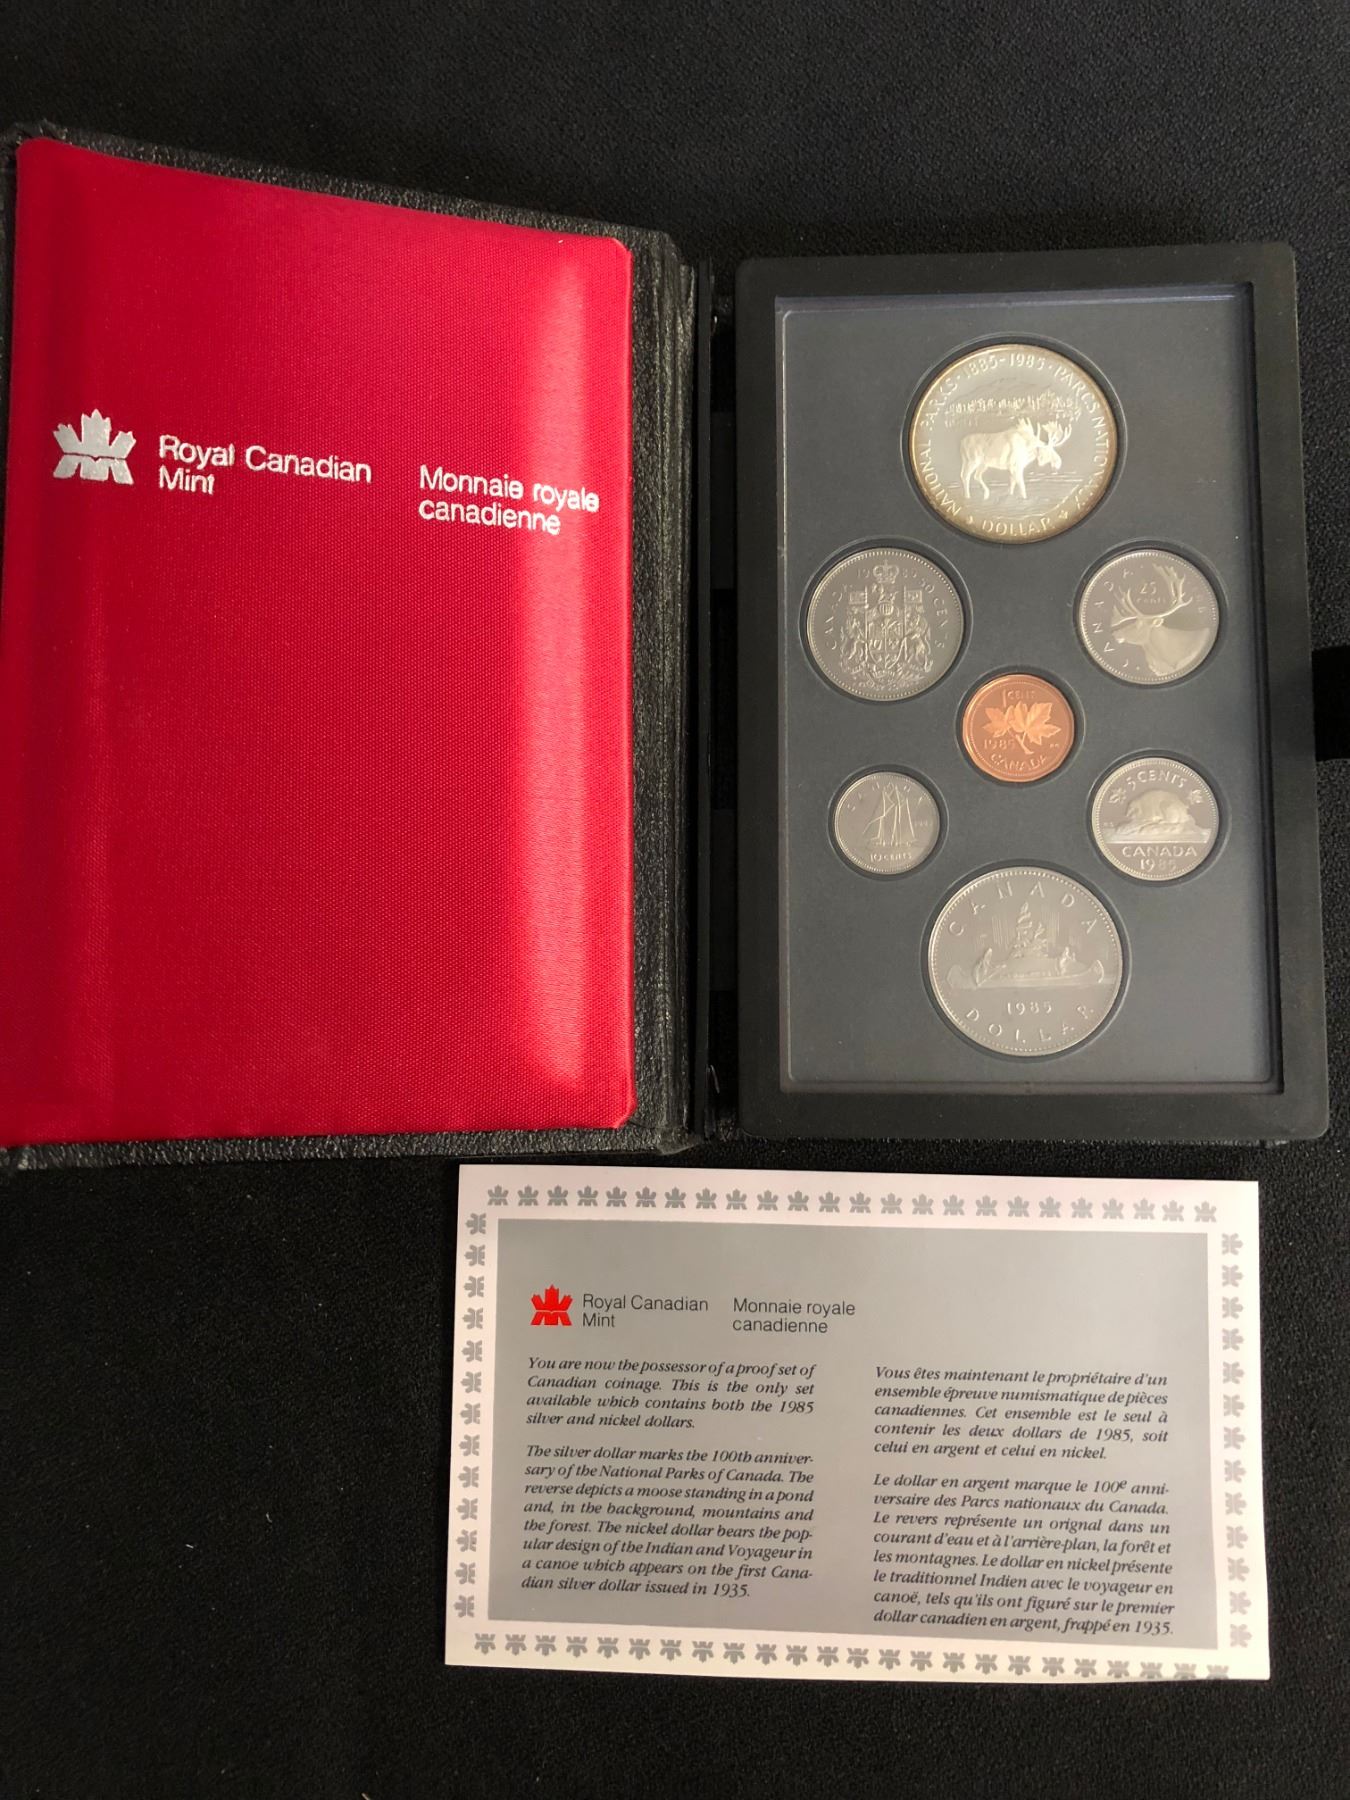 Royal Canadian
Mint
Monnaie royale
canadienne
NATIONAL PARKS · 1885-1985 · PARCS NATIONAUX
DOLLAR
CANADA 1985 50 CENTS
CANADA
25
cents
1 CENT
1985
CANADA
CANADA
10 CENTS
5 CENTS
CANADA
1985
CANADA
1985
DOLLAR
Royal Canadian
Mint
Monnaie royale
canadienne
You are now the possessor of a proof set of
Canadian coinage. This is the only set
available which contains both the 1985
silver and nickel dollars.
The silver dollar marks the 100th anniver-
sary of the National Parks of Canada. The
reverse depicts a moose standing in a pond
and, in the background, mountains and
the forest. The nickel dollar bears the pop-
ular design of the Indian and Voyageur in
a canoe which appears on the first Cana-
dian silver dollar issued in 1935.
Vous êtes maintenant le propriétaire d'un
ensemble épreuve numismatique de pièces
canadiennes. Cet ensemble est le seul à
contenir les deux dollars de 1985, soit
celui en argent et celui en nickel.
Le dollar en argent marque le 100e anni-
versaire des Parcs nationaux du Canada.
Le revers représente un orignal dans un
courant d'eau et à l'arrière-plan, la forêt et
les montagnes. Le dollar en nickel présente
le traditionnel Indien avec le voyageur en
canoë, tels qu'ils ont figuré sur le premier
dollar canadien en argent, frappé en 1935.